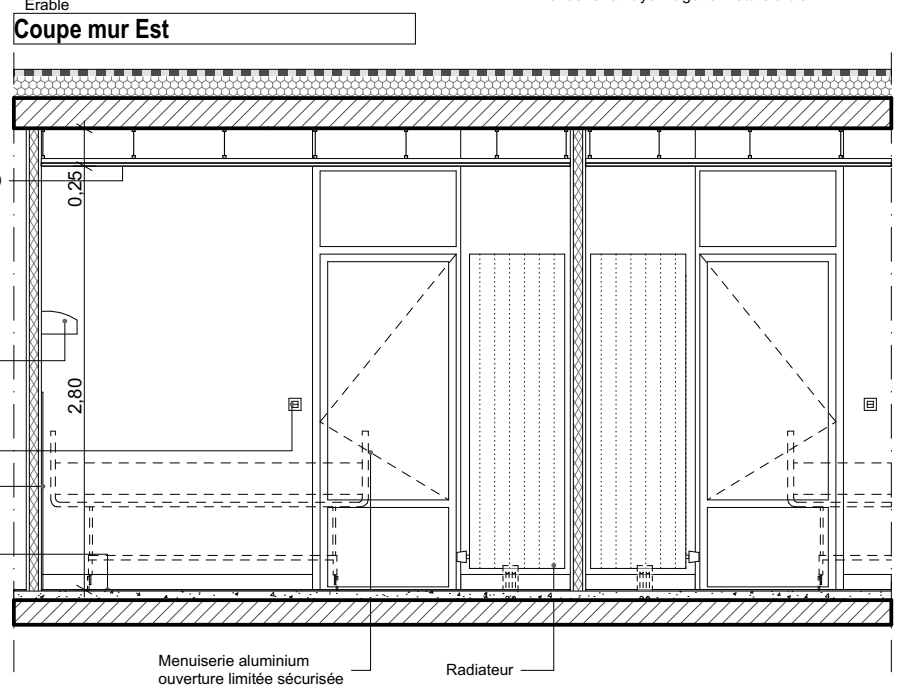 Erable
Coupe mur Est
0,25
2,80
Menuiserie aluminium
ouverture limitée sécurisée
Radiateur